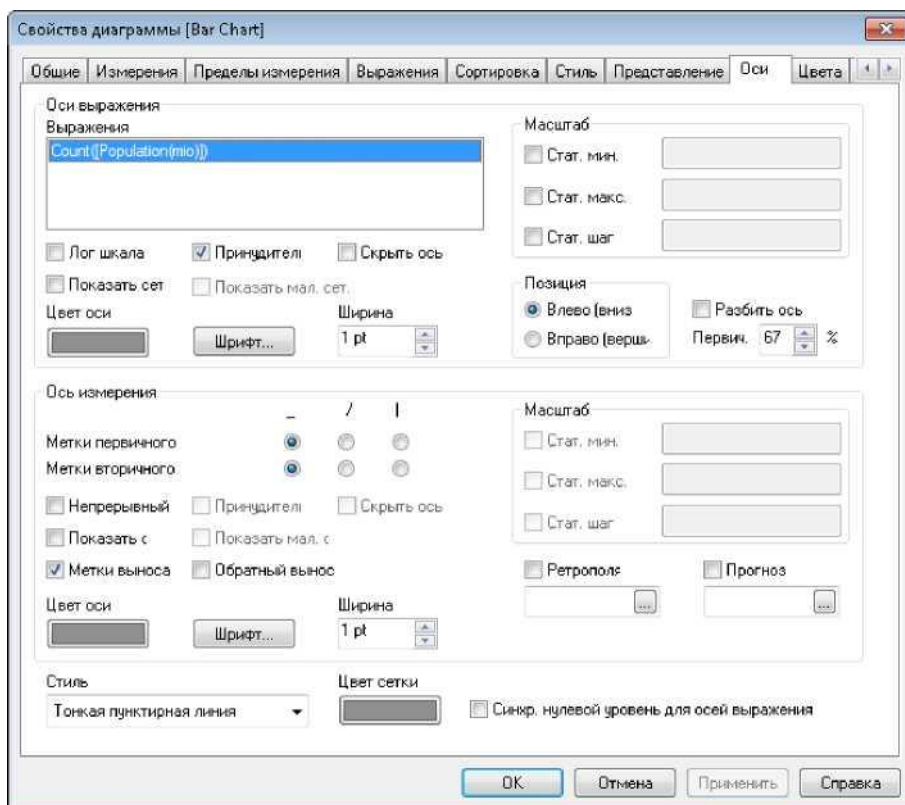 Свойства диаграммы [Bar Chart]
Общие Измерения Пределы измерения Выражения Сортировка Стиль Представление Оси Цвета
Оси выражения
Выражения
Count([Population(mio)])
Масштаб
Стат. мин.
Стат. макс.
Стат. шаг
Лог шкала Принудител Скрыть ось
Показать сет Показать мал. сет.
Цвет оси Ширина
Шрифт... 1 pt
Позиция
Влево (вниз Разбить ось
Вправо (верши Первич. 67 %
Ось измерения
_ / |
Метки первичного
Метки вторичного
Масштаб
Стат. мин.
Стат. макс.
Стат. шаг
Непрерывный Принудител Скрыть ось
Показать с Показать мал. с
Метки выноса Обратный вынос
Ретрополя Прогноз
... ...
Цвет оси Ширина
Шрифт... 1 pt
Стиль Цвет сетки
Тонкая пунктирная линия
Синхр. нулевой уровень для осей выражения
OK Отмена Применить Справка